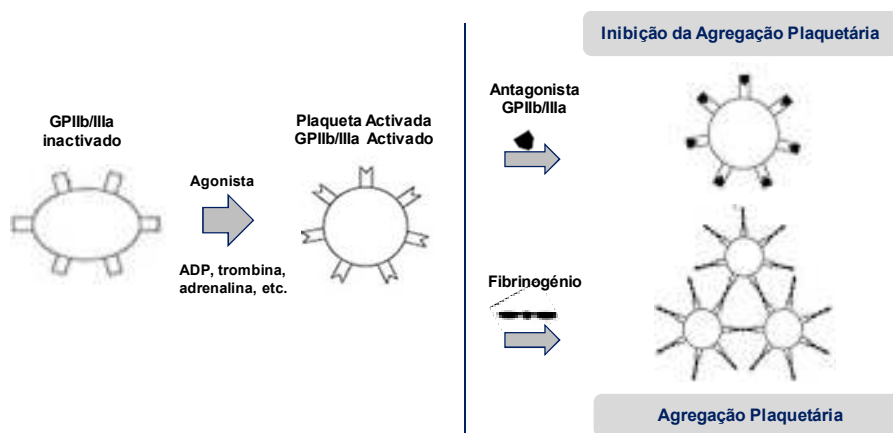 GPIIb/IIIa
inactivado
Agonista
ADP, trombina,
adrenalina, etc.
Plaqueta Activada
GPIIb/IIIa Activado
Inibição da Agregação Plaquetária
Antagonista
GPIIb/IIIa
Fibrinogénio
Agregação Plaquetária